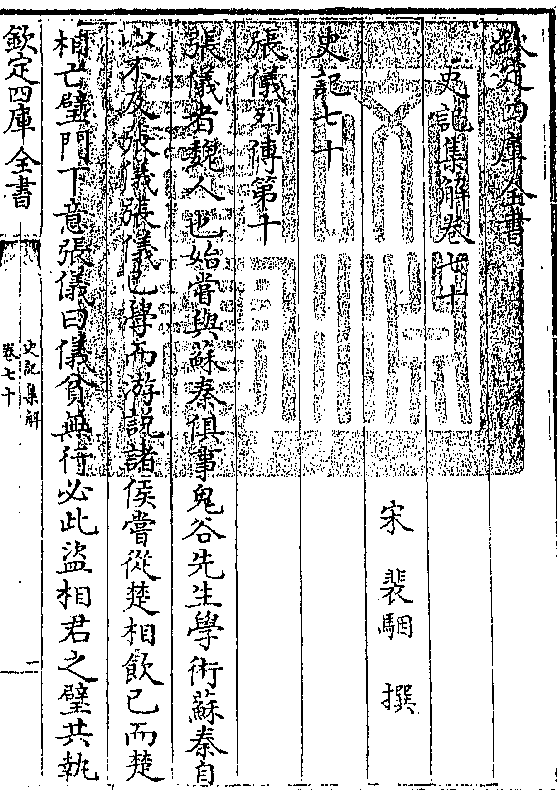 欽定四庫全書
史記集解卷七十
宋 裴駰 撰
史記七十
張儀列傳第十
張儀者魏人也始嘗與蘇秦俱事鬼谷先生學術蘇秦自
以不及張儀張儀已學而游說諸侯嘗從楚相飲已而楚
相亡璧門下意張儀曰儀貧無行必此盜相君之璧共執
欽定四庫全書
史記集解
卷七十
一